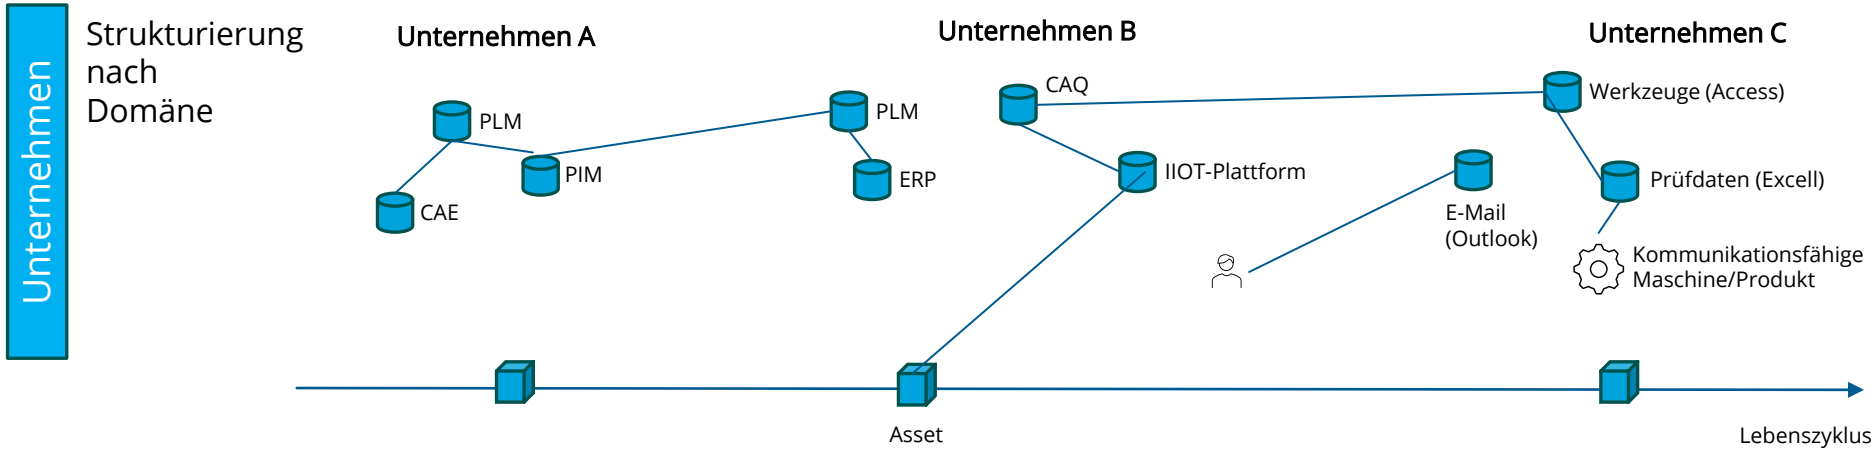 Unternehmen
Strukturierung
nach
Domäne
Unternehmen A
Unternehmen B
Unternehmen C
PLM
PIM
CAE
PLM
ERP
CAQ
IIOT-Plattform
E-Mail
(Outlook)
Werkzeuge (Access)
Prüfdaten (Excell)
Kommunikationsfähige
Maschine/Produkt
Asset
Lebenszyklus